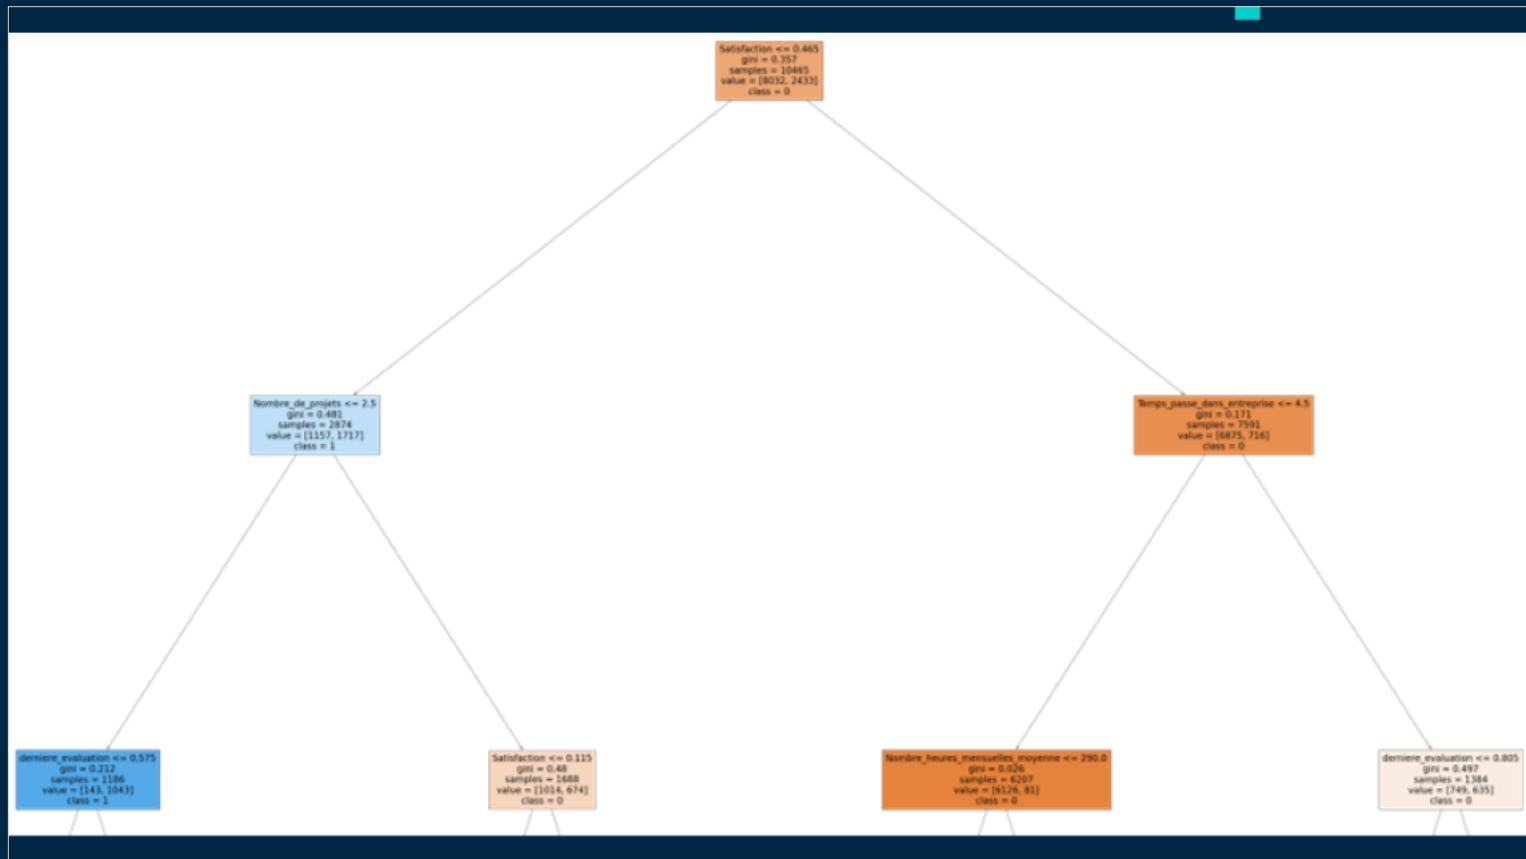 Satisfaction <= 0.465
gini = 0.357
samples = 10465
value = [8032, 2433]
class = 0
Nombre_de_projets <= 2.5
gini = 0.481
samples = 2874
value = [1157, 1717]
class = 1
Temps_passe_dans_entreprise <= 4.5
gini = 0.171
samples = 7591
value = [6875, 716]
class = 0
derniere_evaluation <= 0.575
gini = 0.212
samples = 1186
value = [143, 1043]
class = 1
Satisfaction <= 0.115
gini = 0.48
samples = 1688
value = [1014, 674]
class = 0
Nombre_heures_mensuelles_moyenne <= 290.0
gini = 0.026
samples = 6207
value = [6126, 81]
class = 0
derniere_evaluation <= 0.805
gini = 0.497
samples = 1384
value = [749, 635]
class = 0